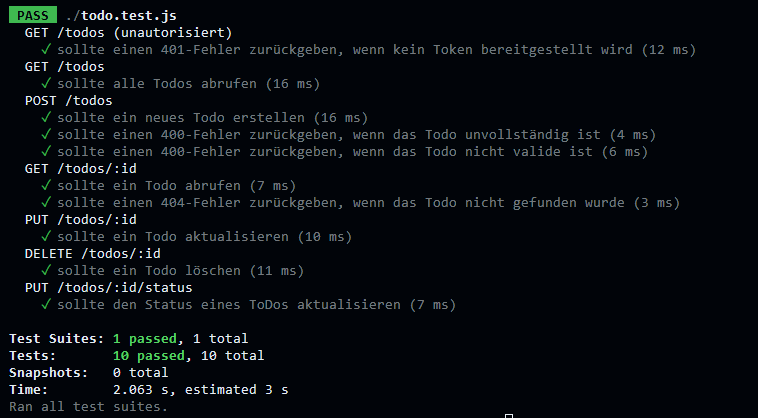 PASS ./todo.test.js
GET /todos (unautorisiert)
✓ sollte einen 401-Fehler zurückgeben, wenn kein Token bereitgestellt wird (12 ms)
GET /todos
✓ sollte alle Todos abrufen (16 ms)
POST /todos
✓ sollte ein neues Todo erstellen (16 ms)
✓ sollte einen 400-Fehler zurückgeben, wenn das Todo unvollständig ist (4 ms)
✓ sollte einen 400-Fehler zurückgeben, wenn das Todo nicht valide ist (6 ms)
GET /todos/:id
✓ sollte ein Todo abrufen (7 ms)
✓ sollte einen 404-Fehler zurückgeben, wenn das Todo nicht gefunden wurde (3 ms)
PUT /todos/:id
✓ sollte ein Todo aktualisieren (10 ms)
DELETE /todos/:id
✓ sollte ein Todo löschen (11 ms)
PUT /todos/:id/status
✓ sollte den Status eines ToDos aktualisieren (7 ms)
Test Suites: 1 passed, 1 total
Tests: 10 passed, 10 total
Snapshots: 0 total
Time: 2.063 s, estimated 3 s
Ran all test suites.